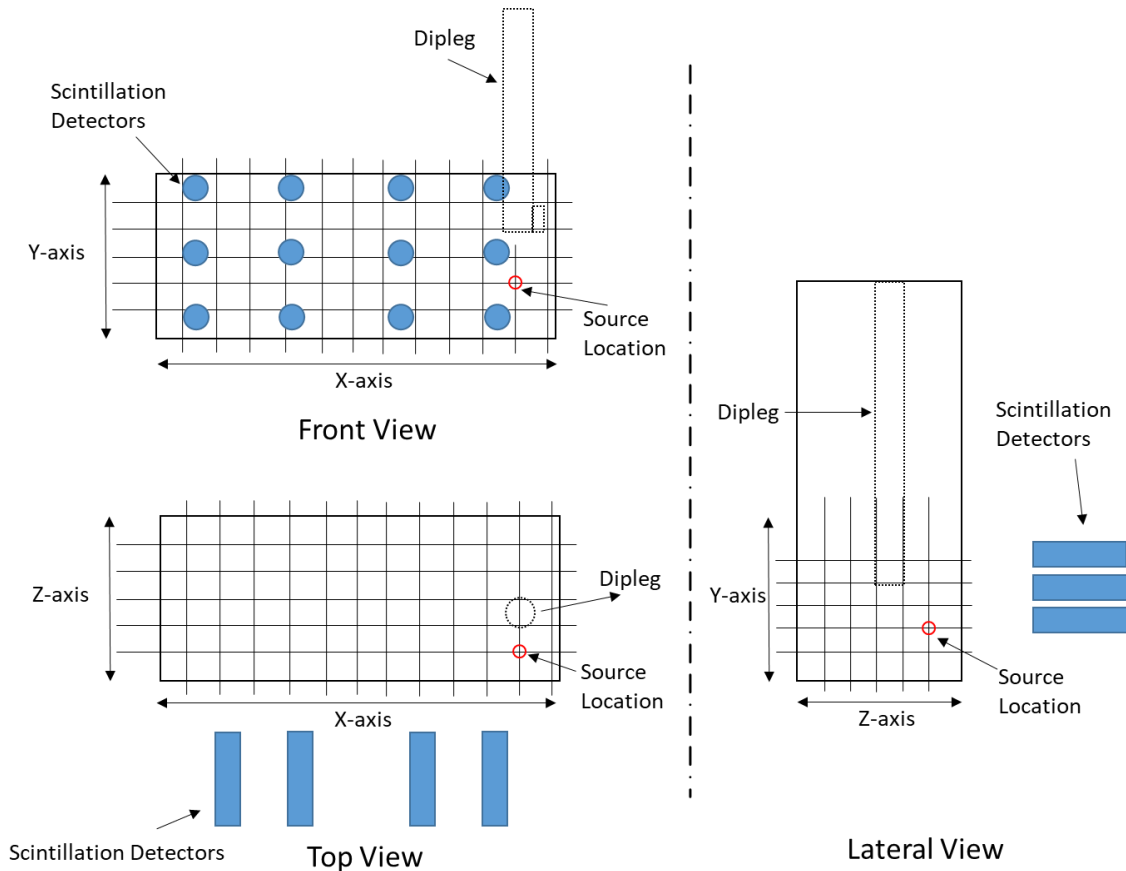 Dipleg
Scintillation
Detectors
Y-axis
Source
Location
X-axis
Front View
Z-axis
Dipleg
Source
Location
X-axis
Scintillation Detectors
Top View
Dipleg
Scintillation
Detectors
Y-axis
Source
Location
Z-axis
Lateral View